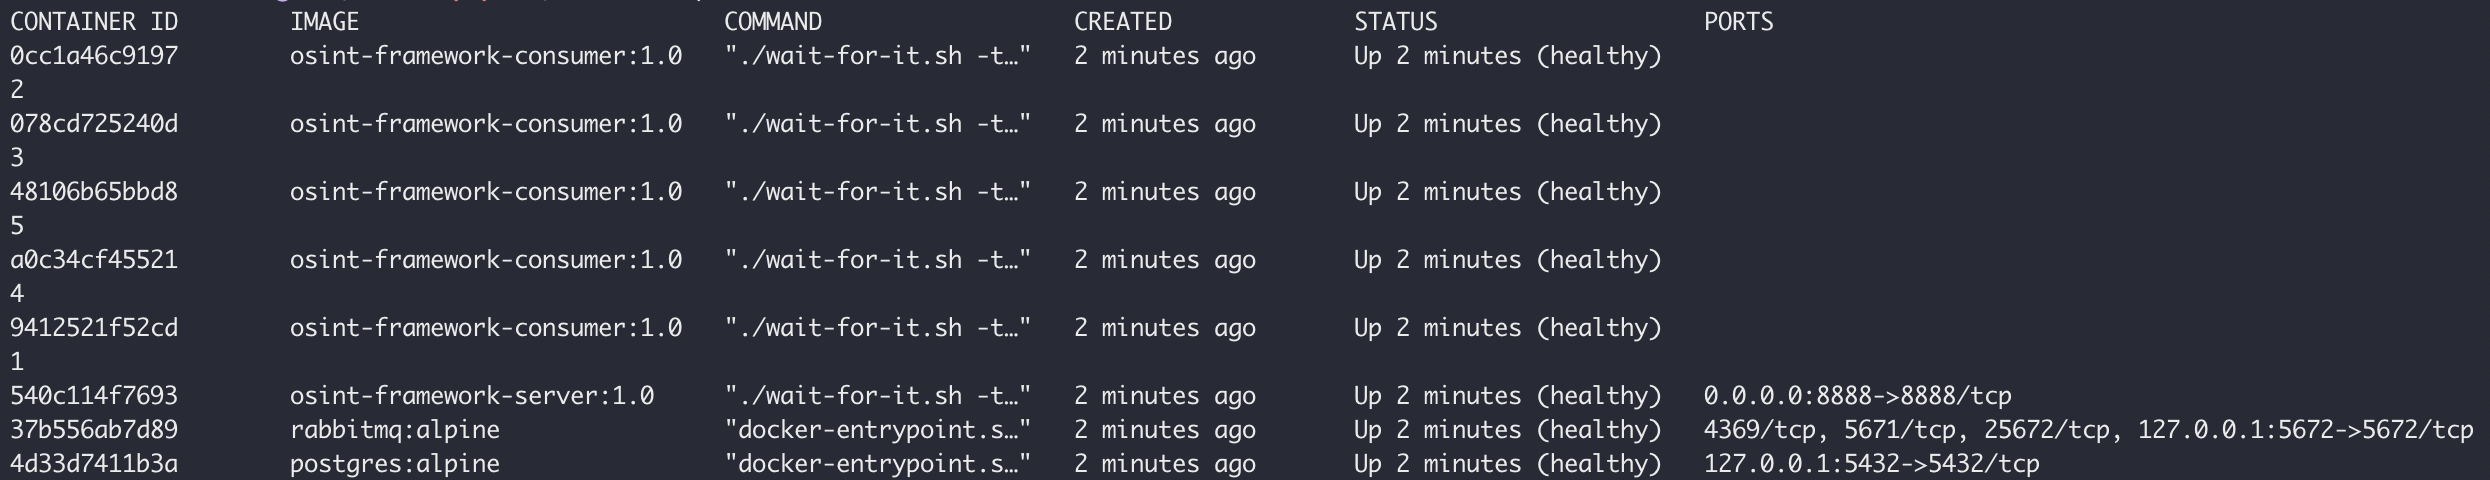 CONTAINER ID        IMAGE                        COMMAND                  CREATED             STATUS                   PORTS
0cc1a46c9197        osint-framework-consumer:1.0   "./wait-for-it.sh -t…"   2 minutes ago       Up 2 minutes (healthy)
2
078cd725240d        osint-framework-consumer:1.0   "./wait-for-it.sh -t…"   2 minutes ago       Up 2 minutes (healthy)
3
48106b65bbd8        osint-framework-consumer:1.0   "./wait-for-it.sh -t…"   2 minutes ago       Up 2 minutes (healthy)
5
a0c34cf45521        osint-framework-consumer:1.0   "./wait-for-it.sh -t…"   2 minutes ago       Up 2 minutes (healthy)
4
9412521f52cd        osint-framework-consumer:1.0   "./wait-for-it.sh -t…"   2 minutes ago       Up 2 minutes (healthy)
1
540c114f7693        osint-framework-server:1.0     "./wait-for-it.sh -t…"   2 minutes ago       Up 2 minutes (healthy)   0.0.0.0:8888->8888/tcp
37b556ab7d89        rabbitmq:alpine                "docker-entrypoint.s…"   2 minutes ago       Up 2 minutes (healthy)   4369/tcp, 5671/tcp, 25672/tcp, 127.0.0.1:5672->5672/tcp
4d33d7411b3a        postgres:alpine                "docker-entrypoint.s…"   2 minutes ago       Up 2 minutes (healthy)   127.0.0.1:5432->5432/tcp